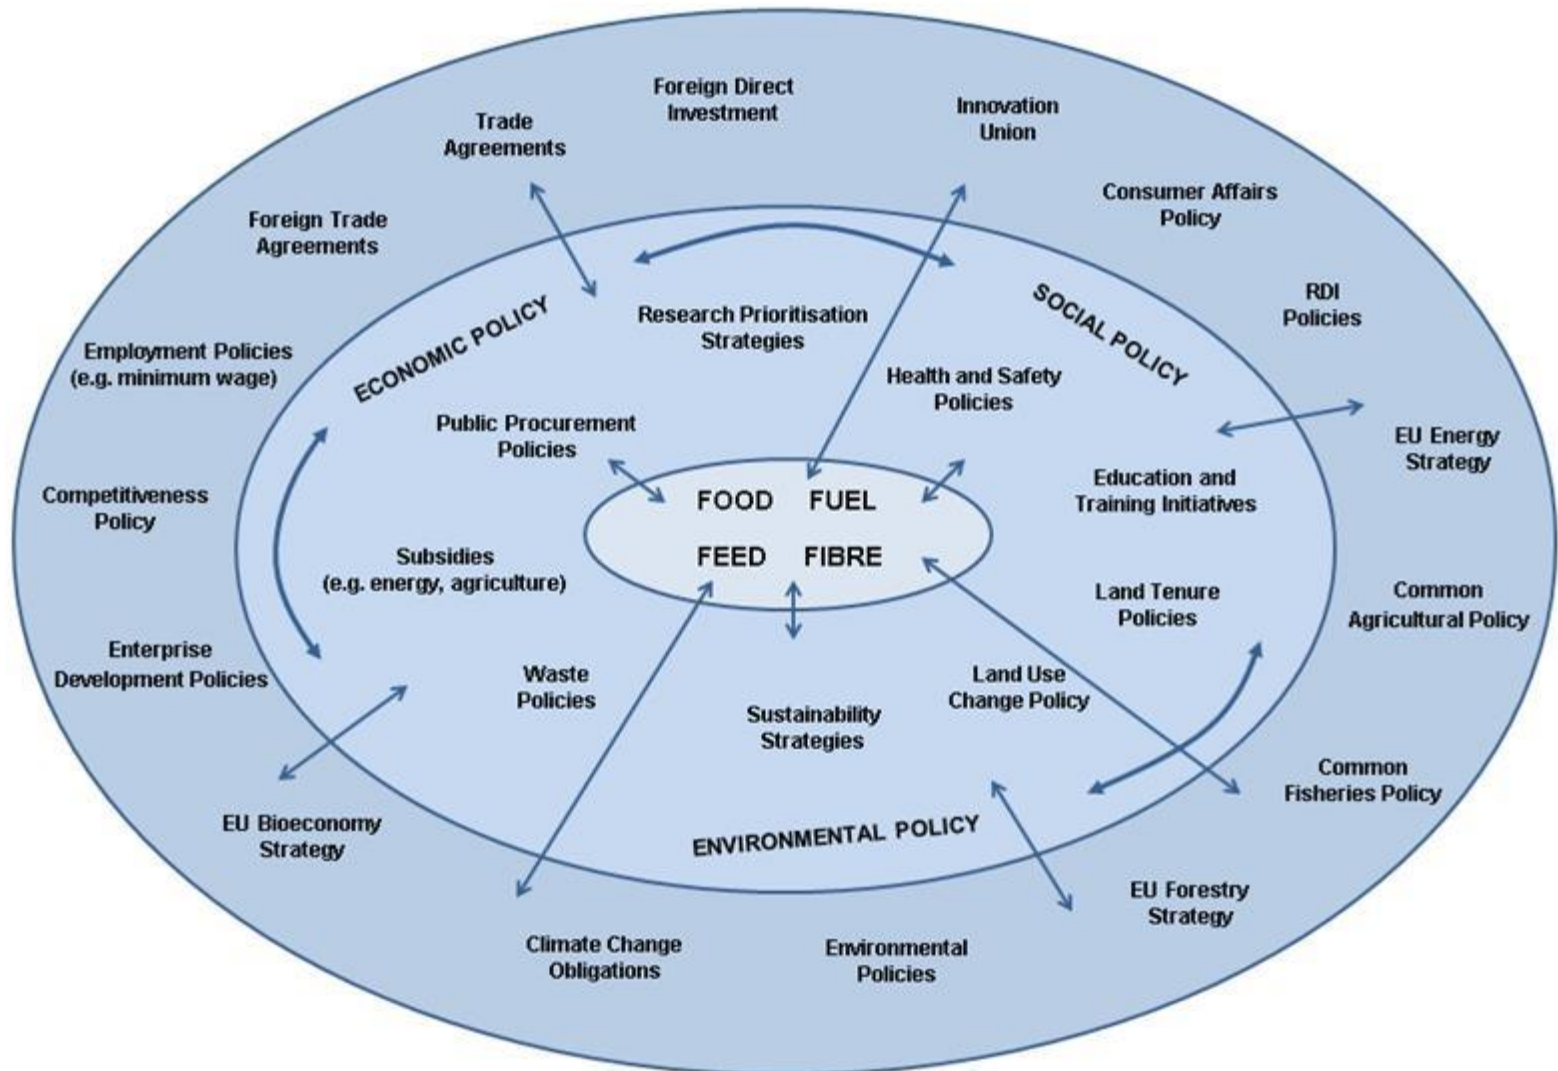 Foreign Direct
Investment
Innovation
Union
Trade
Agreements
Consumer Affairs
Policy
Foreign Trade
Agreements
RDI
Policies
Employment Policies
(e.g. minimum wage)
EU Energy
Strategy
Competitiveness
Policy
Common
Agricultural Policy
Enterprise
Development Policies
Common
Fisheries Policy
EU Bioeconomy
Strategy
EU Forestry
Strategy
Climate Change
Obligations
Environmental
Policies
ECONOMIC POLICY
SOCIAL POLICY
ENVIRONMENTAL POLICY
Research Prioritisation
Strategies
Health and Safety
Policies
Public Procurement
Policies
Education and
Training Initiatives
Subsidies
(e.g. energy, agriculture)
Land Tenure
Policies
Waste
Policies
Land Use
Change Policy
Sustainability
Strategies
FOOD FUEL
FEED FIBRE